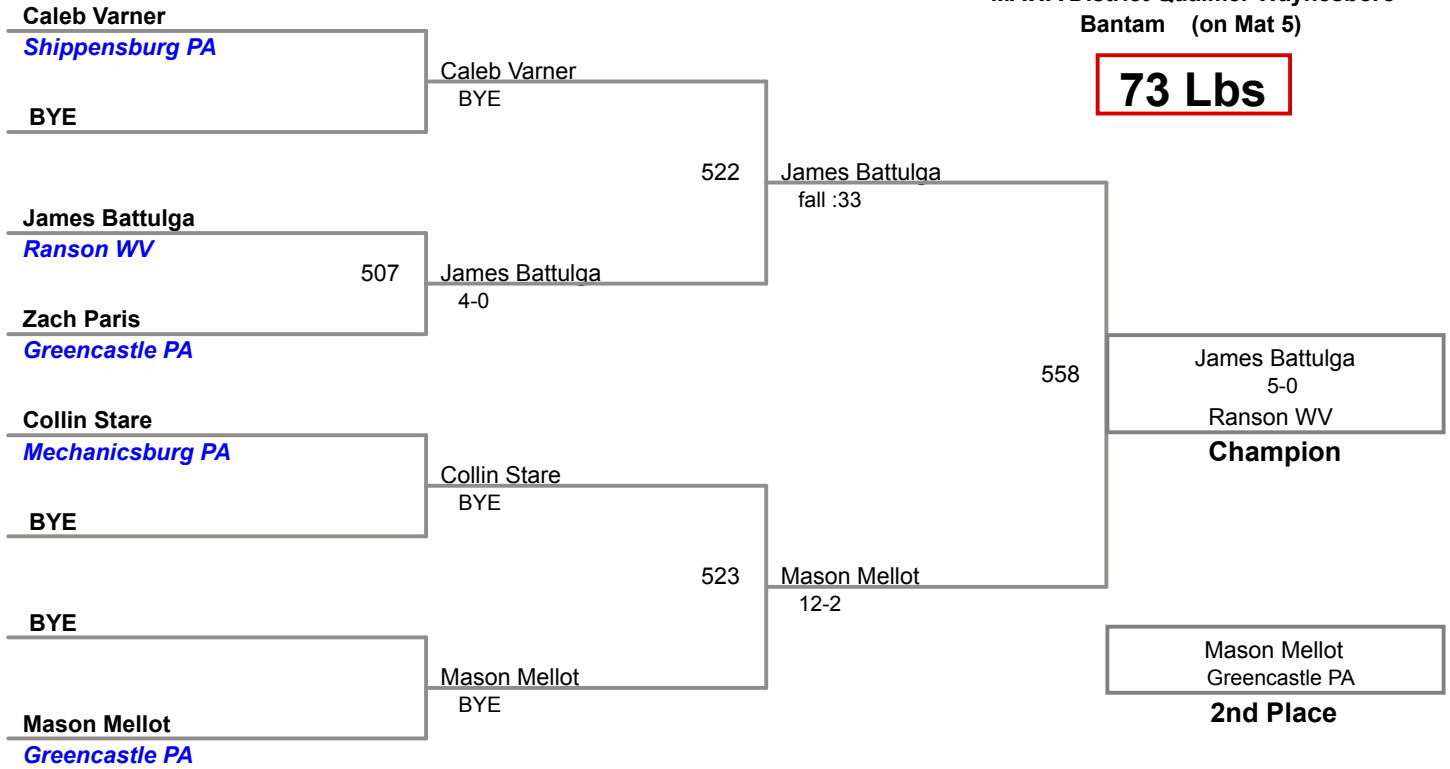 Bantam (on Mat 5)
73 Lbs
Caleb Varner
Shippensburg PA
BYE
James Battulga
Ranson WV
Zach Paris
Greencastle PA
Collin Stare
Mechanicsburg PA
BYE
BYE
Mason Mellot
Greencastle PA
507
Caleb Varner
BYE
James Battulga
4-0
Collin Stare
BYE
Mason Mellot
BYE
522
523
James Battulga
fall :33
Mason Mellot
12-2
558
James Battulga
5-0
Ranson WV
Champion
Mason Mellot
Greencastle PA
2nd Place